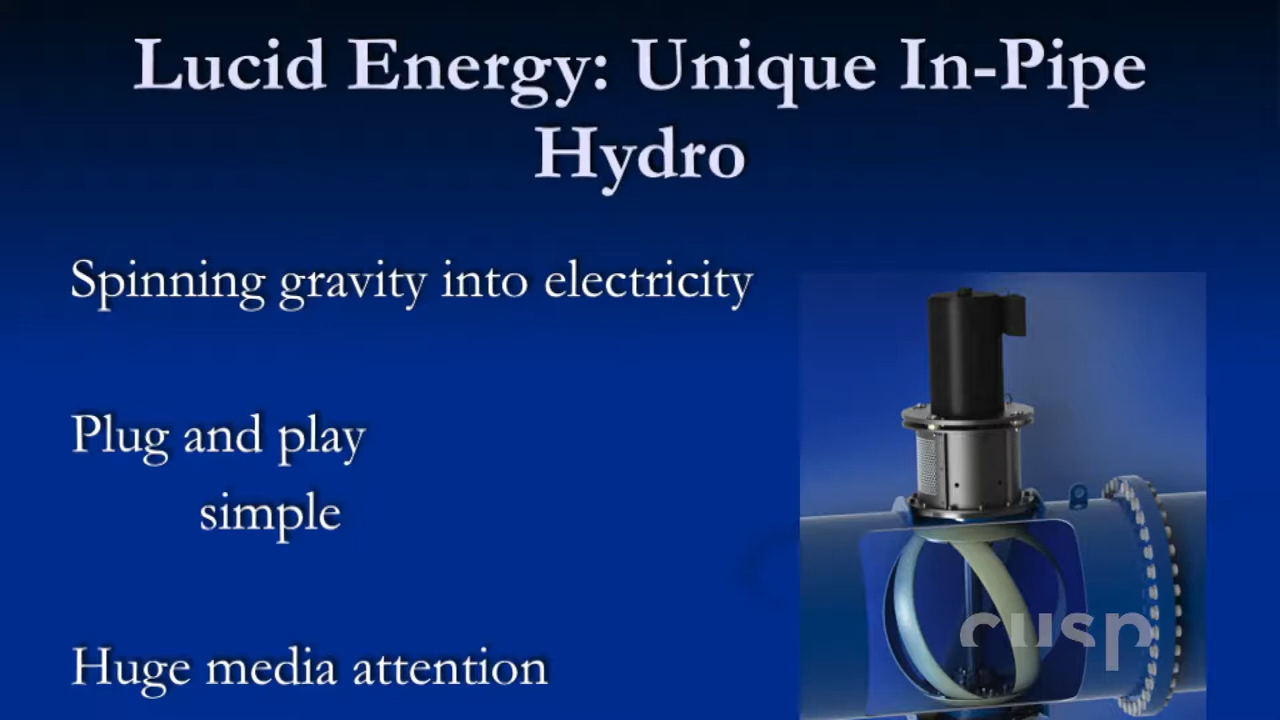 Lucid Energy: Unique In-Pipe
Hydro
Spinning gravity into electricity
Plug and play
simple
Huge media attention
cusp